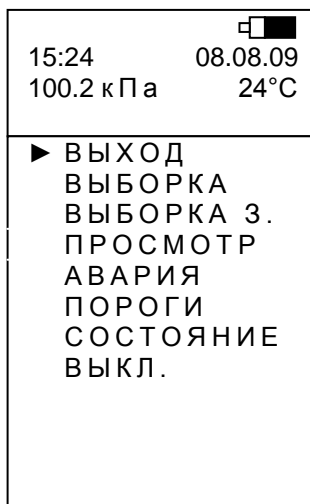 15:24 08.08.09
100.2 кПа 24°C
► ВЫХОД
ВЫБОРКА
ВЫБОРКА З.
ПРОСМОТР
АВАРИЯ
ПОРОГИ
СОСТОЯНИЕ
ВЫКЛ.